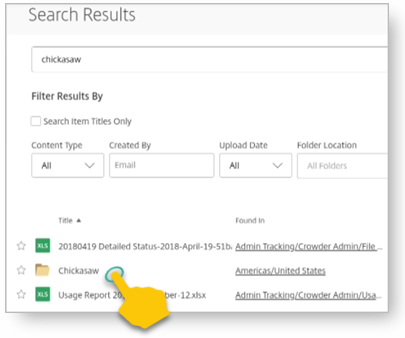 Search Results
chickasaw
Filter Results By
Search Item Titles Only
Content Type Created By Upload Date Folder Location
All Email All All Folders
Title Found In
XLS 20180419 Detailed Status-2018-April-19-51b. Admin Tracking/Crowder Admin/File ...
Chickasaw Americas/United States
XLS Usage Report 20 ber-12.xlsx Admin Tracking/Crowder Admin/Usa...